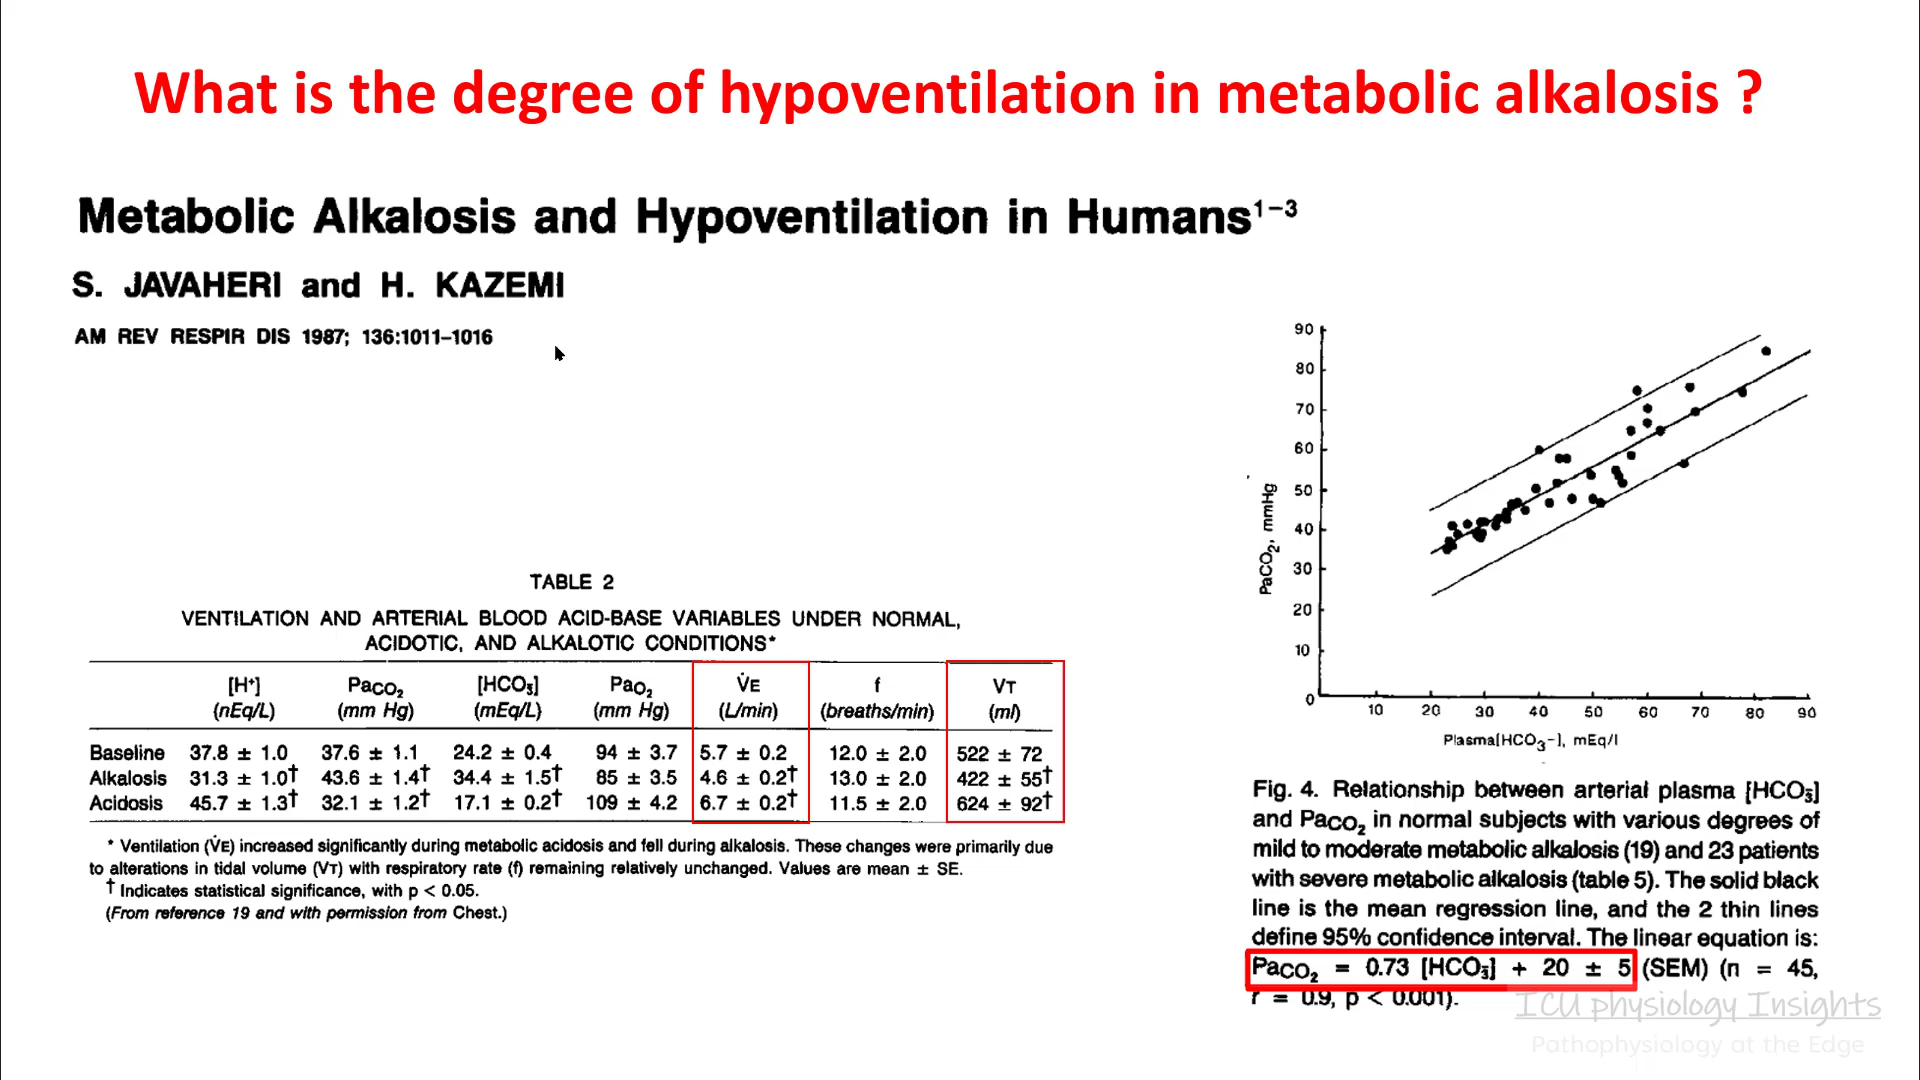 What is the degree of hypoventilation in metabolic alkalosis ?
Metabolic Alkalosis and Hypoventilation in Humans¹⁻³
S. JAVAHERI and H. KAZEMI
AM REV RESPIR DIS 1987; 136:1011–1016
TABLE 2
VENTILATION AND ARTERIAL BLOOD ACID-BASE VARIABLES UNDER NORMAL,
ACIDOTIC, AND ALKALOTIC CONDITIONS*
[H⁺] PaCO₂ [HCO₃̄] PaO₂ V̇E f VT
(nEq/L) (mm Hg) (mEq/L) (mm Hg) (L/min) (breaths/min) (ml)
Baseline 37.8 ± 1.0 37.6 ± 1.1 24.2 ± 0.4 94 ± 3.7 5.7 ± 0.2 12.0 ± 2.0 522 ± 72
Alkalosis 31.3 ± 1.0† 43.6 ± 1.4† 34.4 ± 1.5† 85 ± 3.5 4.6 ± 0.2† 13.0 ± 2.0 422 ± 55†
Acidosis 45.7 ± 1.3† 32.1 ± 1.2† 17.1 ± 0.2† 109 ± 4.2 6.7 ± 0.2† 11.5 ± 2.0 624 ± 92†
* Ventilation (V̇E) increased significantly during metabolic acidosis and fell during alkalosis. These changes were primarily due
to alterations in tidal volume (VT) with respiratory rate (f) remaining relatively unchanged. Values are mean ± SE.
† Indicates statistical significance, with p < 0.05.
(From reference 19 and with permission from Chest.)
90
80
70
60
50
40
30
20
10
0
PaCO₂, mmHg
10 20 30 40 50 60 70 80 90
Plasma[HCO₃⁻], mEq/l
Fig. 4. Relationship between arterial plasma [HCO₃̄]
and PaCO₂ in normal subjects with various degrees of
mild to moderate metabolic alkalosis (19) and 23 patients
with severe metabolic alkalosis (table 5). The solid black
line is the mean regression line, and the 2 thin lines
define 95% confidence interval. The linear equation is:
PaCO₂ = 0.73 [HCO₃̄] + 20 ± 5 (SEM) (n = 45,
r = 0.9, p < 0.001).
ICU physiology Insights
Pathophysiology at the Edge